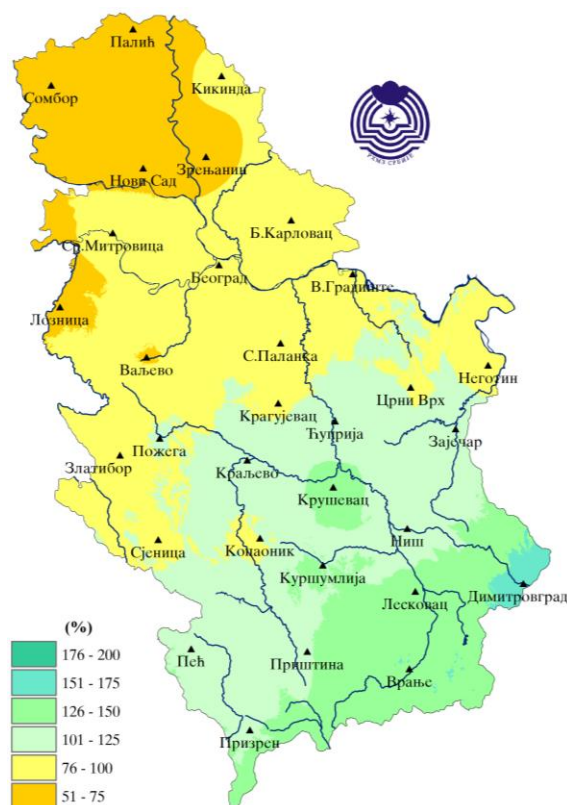 Палић
Кикинда
Сомбор
Зрењанин
Нови Сад
РХМЗ СРБИЈЕ
Б.Карловац
Ср.Митровица
Београд
В.Градиште
Лозница
С.Паланка
Ваљево
Неготин
Црни Врх
Крагујевац
Ћуприја
Зајечар
Пожега
Златибор
Краљево
Крушевац
Ниш
Сјеница
Копаоник
Куршумлија
Лесковац
Димитровград
(%)
176 - 200
Пећ
Приштина
151 - 175
Врање
126 - 150
101 - 125
Призрен
76 - 100
51 - 75